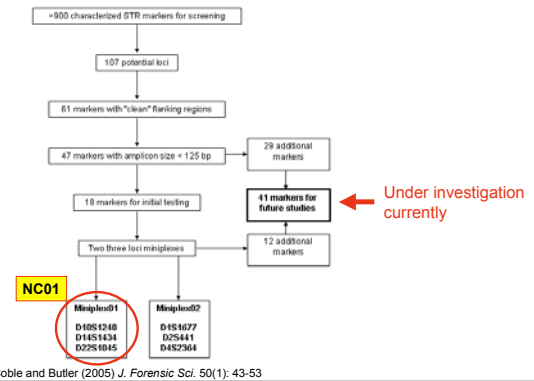 >900 characterized STR markers for screening
107 potential loci
61 markers with "clean" flanking regions
47 markers with amplicon size < 125 bp
29 additional
markers
18 markers for initial testing
41 markers for
future studies
Under investigation
currently
Two three loci miniplexes
12 additional
markers
NC01
Miniplex01
D10S1248
D14S1434
D22S1045
Miniplex02
D1S1677
D2S441
D4S2364
Coble and Butler (2005) J. Forensic Sci. 50(1): 43-53